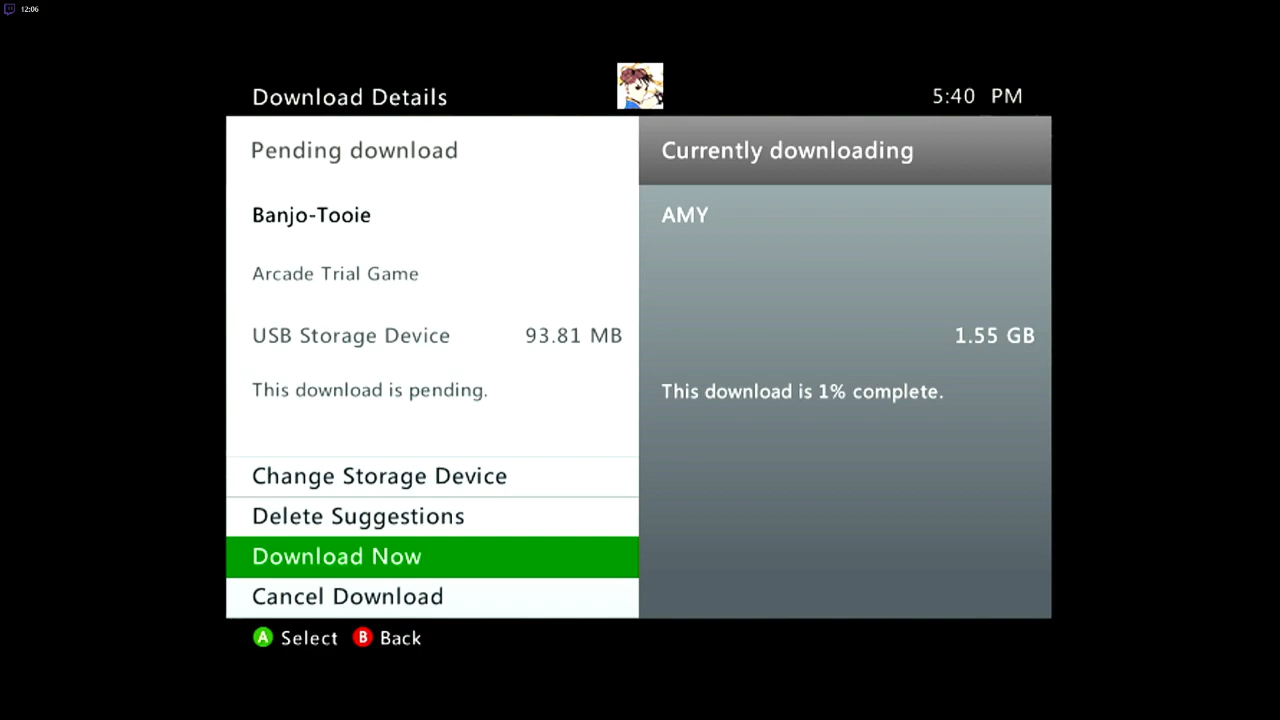 12:06
Download Details
5:40 PM
Pending download
Banjo-Tooie
Arcade Trial Game
USB Storage Device 93.81 MB
This download is pending.
Change Storage Device
Delete Suggestions
Download Now
Cancel Download
Currently downloading
AMY
1.55 GB
This download is 1% complete.
A Select B Back